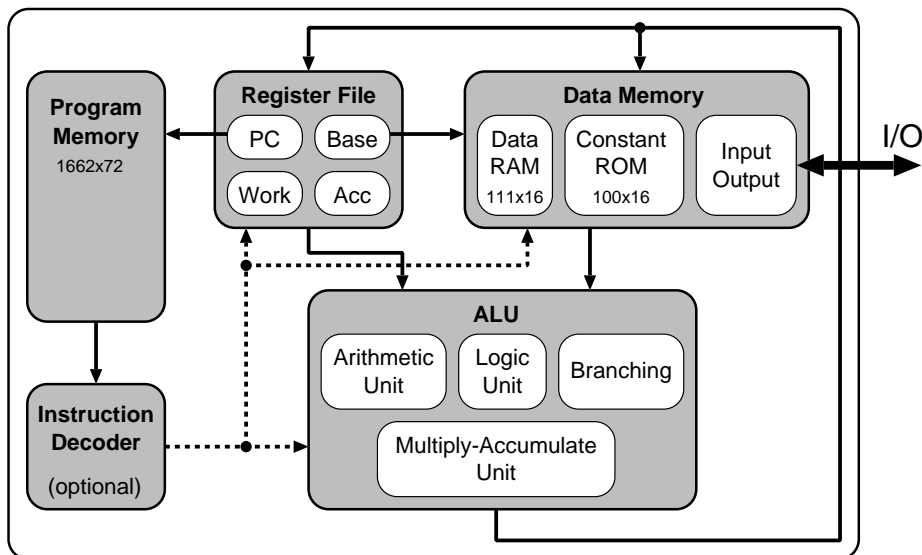 Program
Memory
1662x72
Register File
PC
Base
Work
Acc
Data Memory
Data
RAM
111x16
Constant
ROM
100x16
Input
Output
I/O
Instruction
Decoder
(optional)
ALU
Arithmetic
Unit
Logic
Unit
Branching
Multiply-Accumulate
Unit